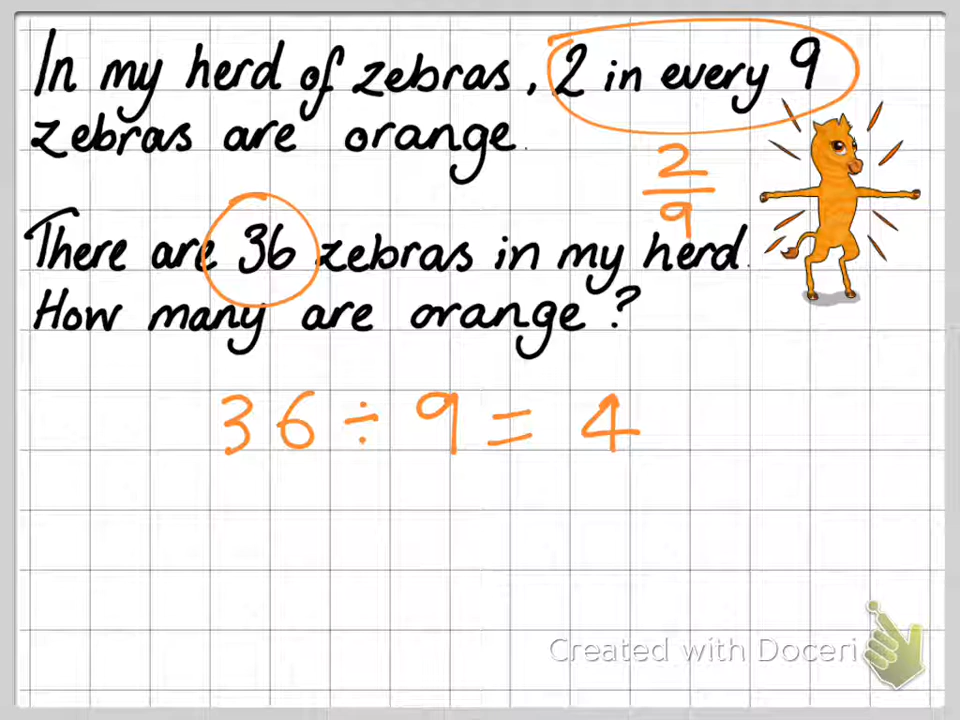 In my herd of zebras, 2 in every 9
zebras are orange.
2
9
There are 36 zebras in my herd.
How many are orange?
36 ÷ 9 = 4
Created with Doceri